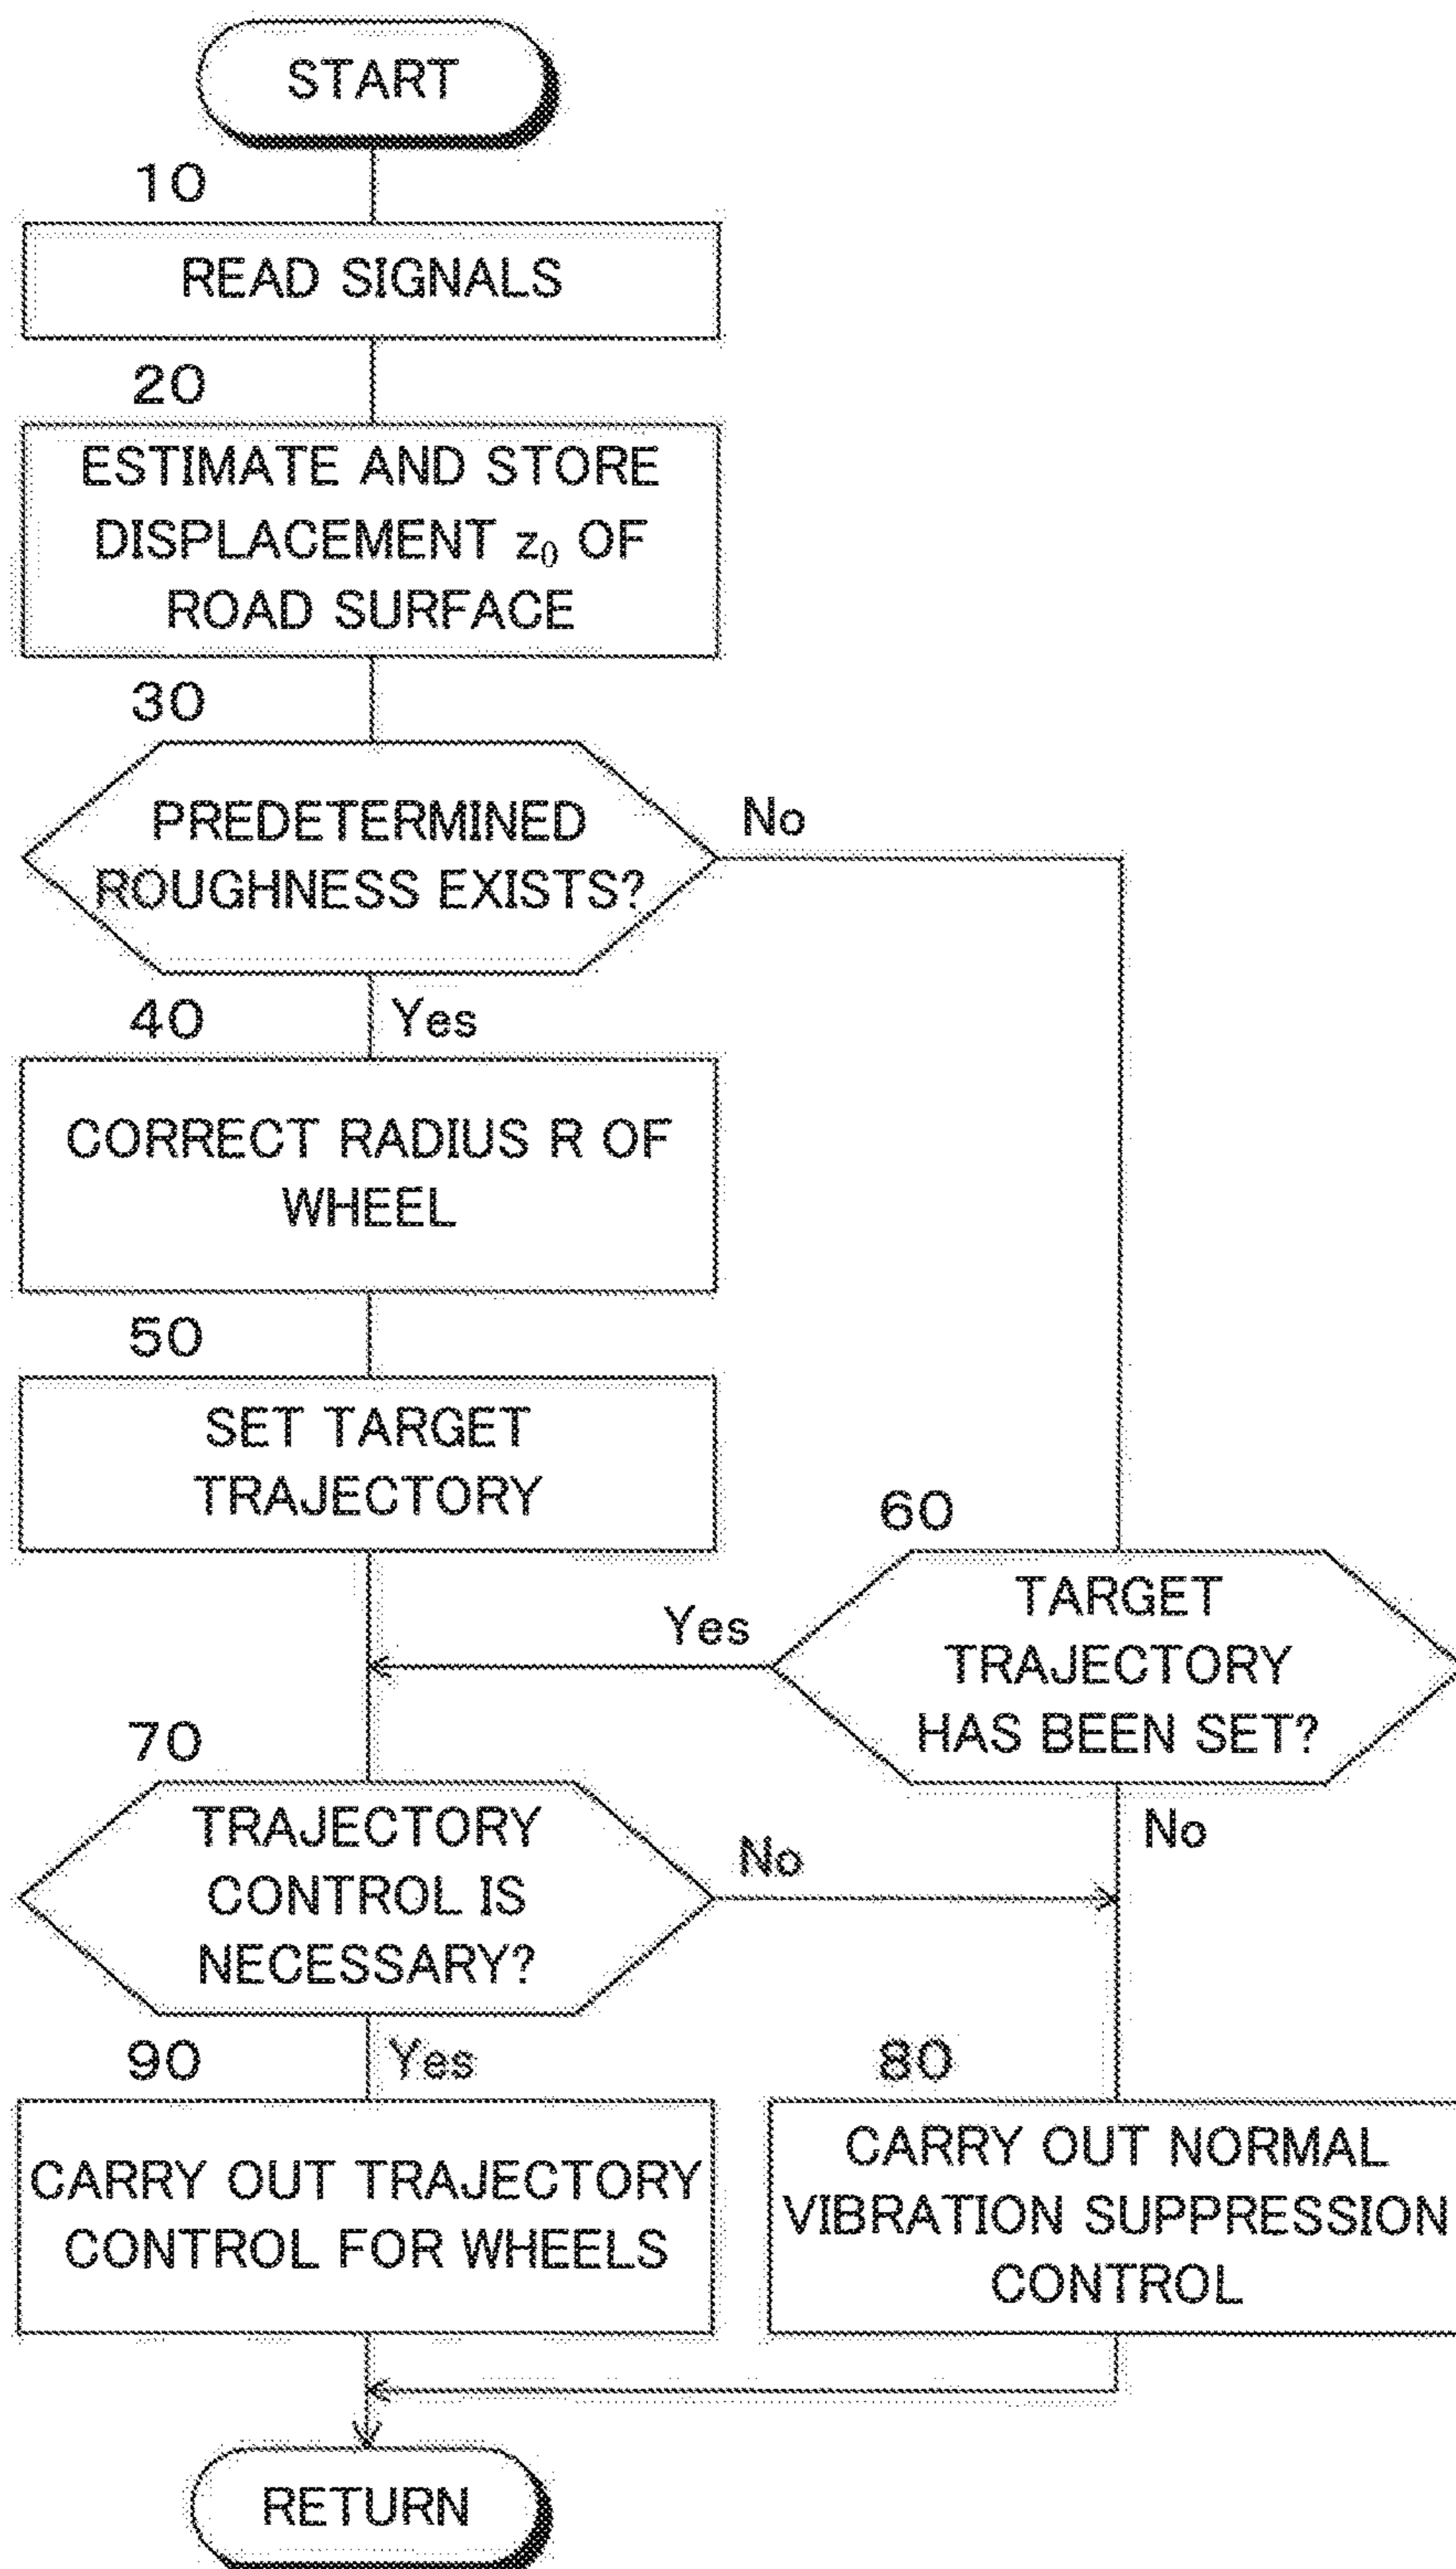 START
10
READ SIGNALS
20
ESTIMATE AND STORE
DISPLACEMENT z₀ OF
ROAD SURFACE
30
PREDETERMINED
ROUGHNESS EXISTS?
No
Yes
40
CORRECT RADIUS R OF
WHEEL
50
SET TARGET
TRAJECTORY
60
TARGET
TRAJECTORY
HAS BEEN SET?
Yes
No
70
TRAJECTORY
CONTROL IS
NECESSARY?
No
Yes
90
CARRY OUT TRAJECTORY
CONTROL FOR WHEELS
80
CARRY OUT NORMAL
VIBRATION SUPPRESSION
CONTROL
RETURN